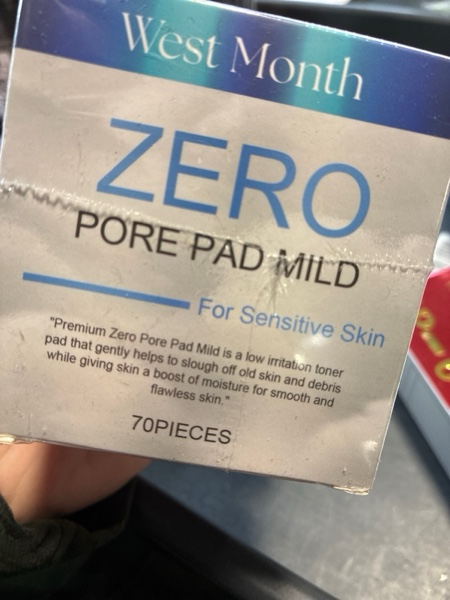 West Month
ZERO
PORE PAD MILD
For Sensitive Skin
"Premium Zero Pore Pad Mild is a low irritation toner
pad that gently helps to slough off old skin and debris
while giving skin a boost of moisture for smooth and
flawless skin."
70PIECES